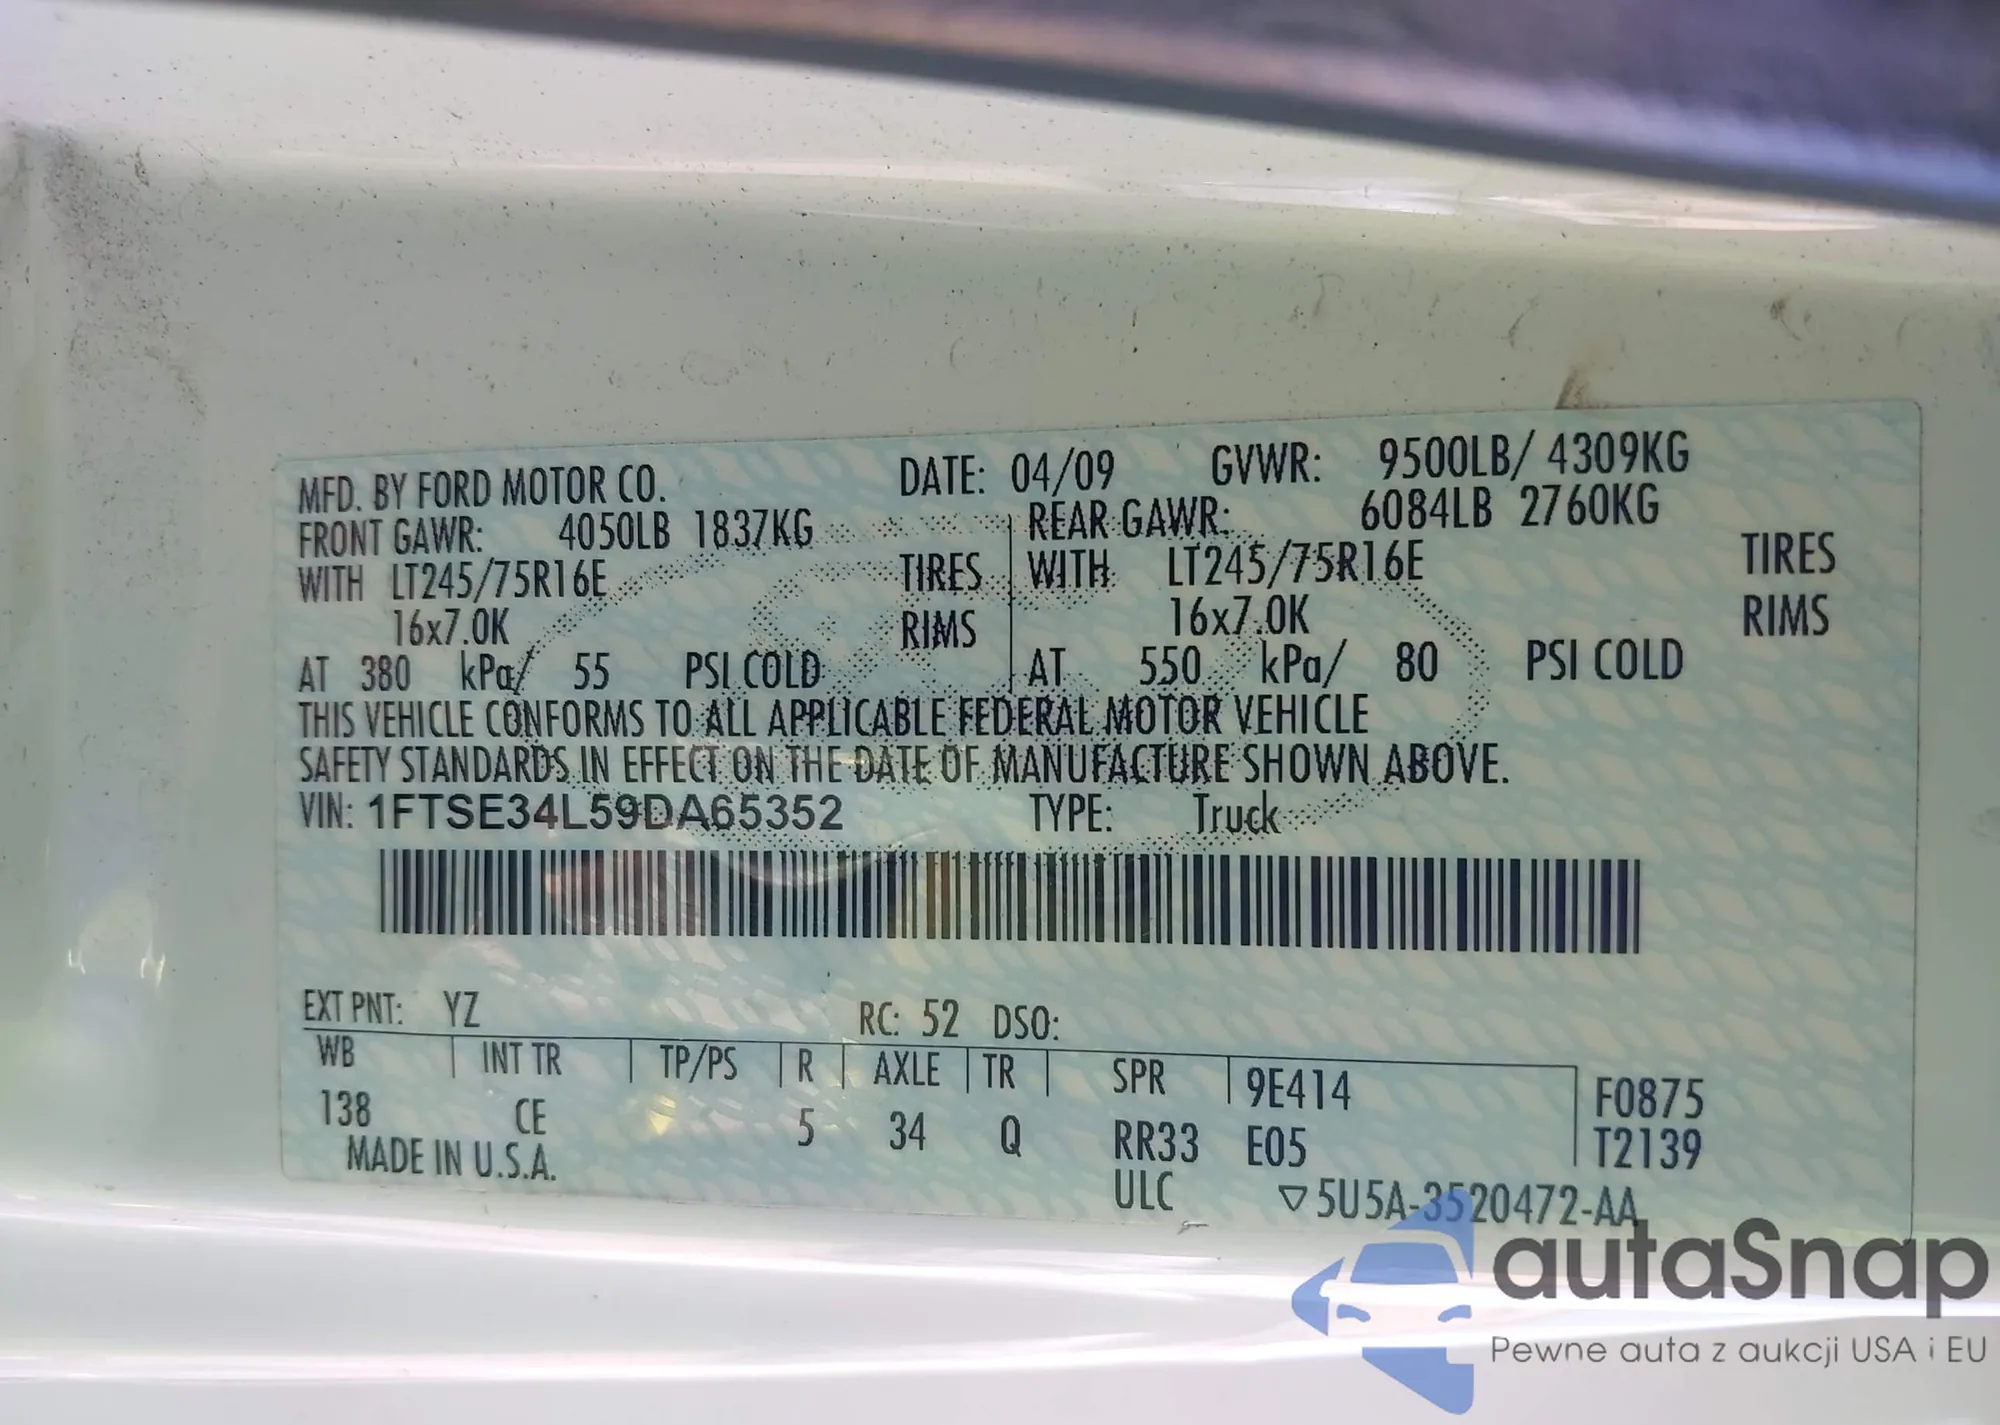 MFD. BY FORD MOTOR CO. DATE: 04/09 GVWR: 9500LB/ 4309KG
FRONT GAWR: 4050LB 1837KG REAR GAWR: 6084LB 2760KG
WITH LT245/75R16E TIRES WITH LT245/75R16E TIRES
16x7.0K RIMS 16x7.0K RIMS
AT 380 kPa/ 55 PSI COLD AT 550 kPa/ 80 PSI COLD
THIS VEHICLE CONFORMS TO ALL APPLICABLE FEDERAL MOTOR VEHICLE
SAFETY STANDARDS IN EFFECT ON THE DATE OF MANUFACTURE SHOWN ABOVE.
VIN: 1FTSE34L59DA65352 TYPE: Truck
EXT PNT: YZ RC: 52 DSO:
WB INT TR TP/PS R AXLE TR SPR 9E414 F0875
138 CE 5 34 Q RR33 E05 T2139
MADE IN U.S.A. ULC ▽5U5A-3520472-AA
autaSnap
Pewne auta z aukcji USA i EU